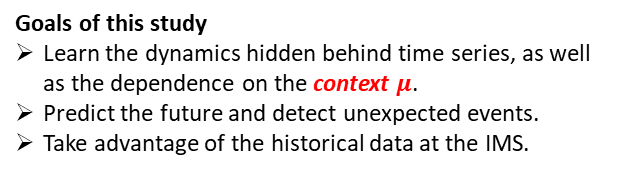 Goals of this study
➢ Learn the dynamics hidden behind time series, as well
as the dependence on the context μ.
➢ Predict the future and detect unexpected events.
➢ Take advantage of the historical data at the IMS.